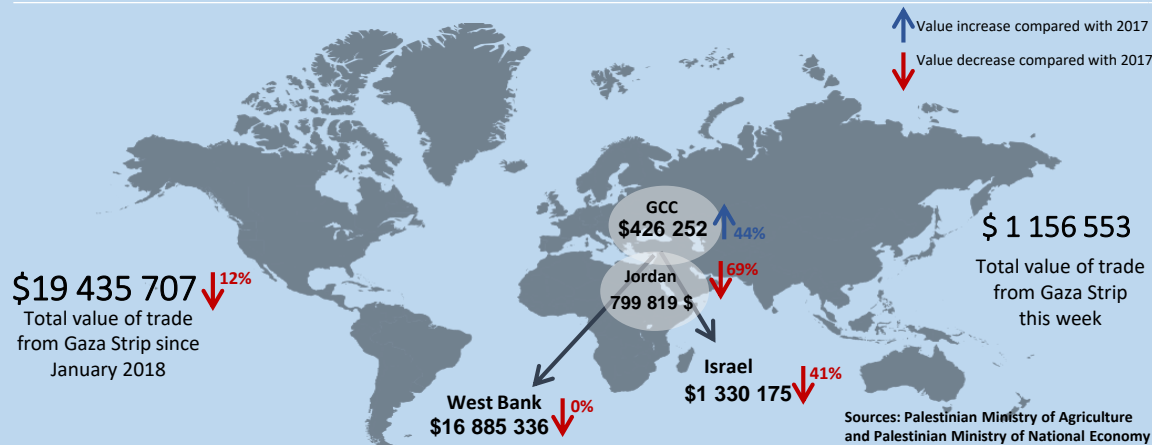 Value increase compared with 2017
Value decrease compared with 2017
GCC
$426 252
44%
Jordan
799 819 $
69%
$ 1 156 553
Total value of trade
from Gaza Strip
this week
$19 435 707
12%
Total value of trade
from Gaza Strip since
January 2018
Israel
$1 330 175
41%
West Bank
$16 885 336
0%
Sources: Palestinian Ministry of Agriculture
and Palestinian Ministry of National Economy